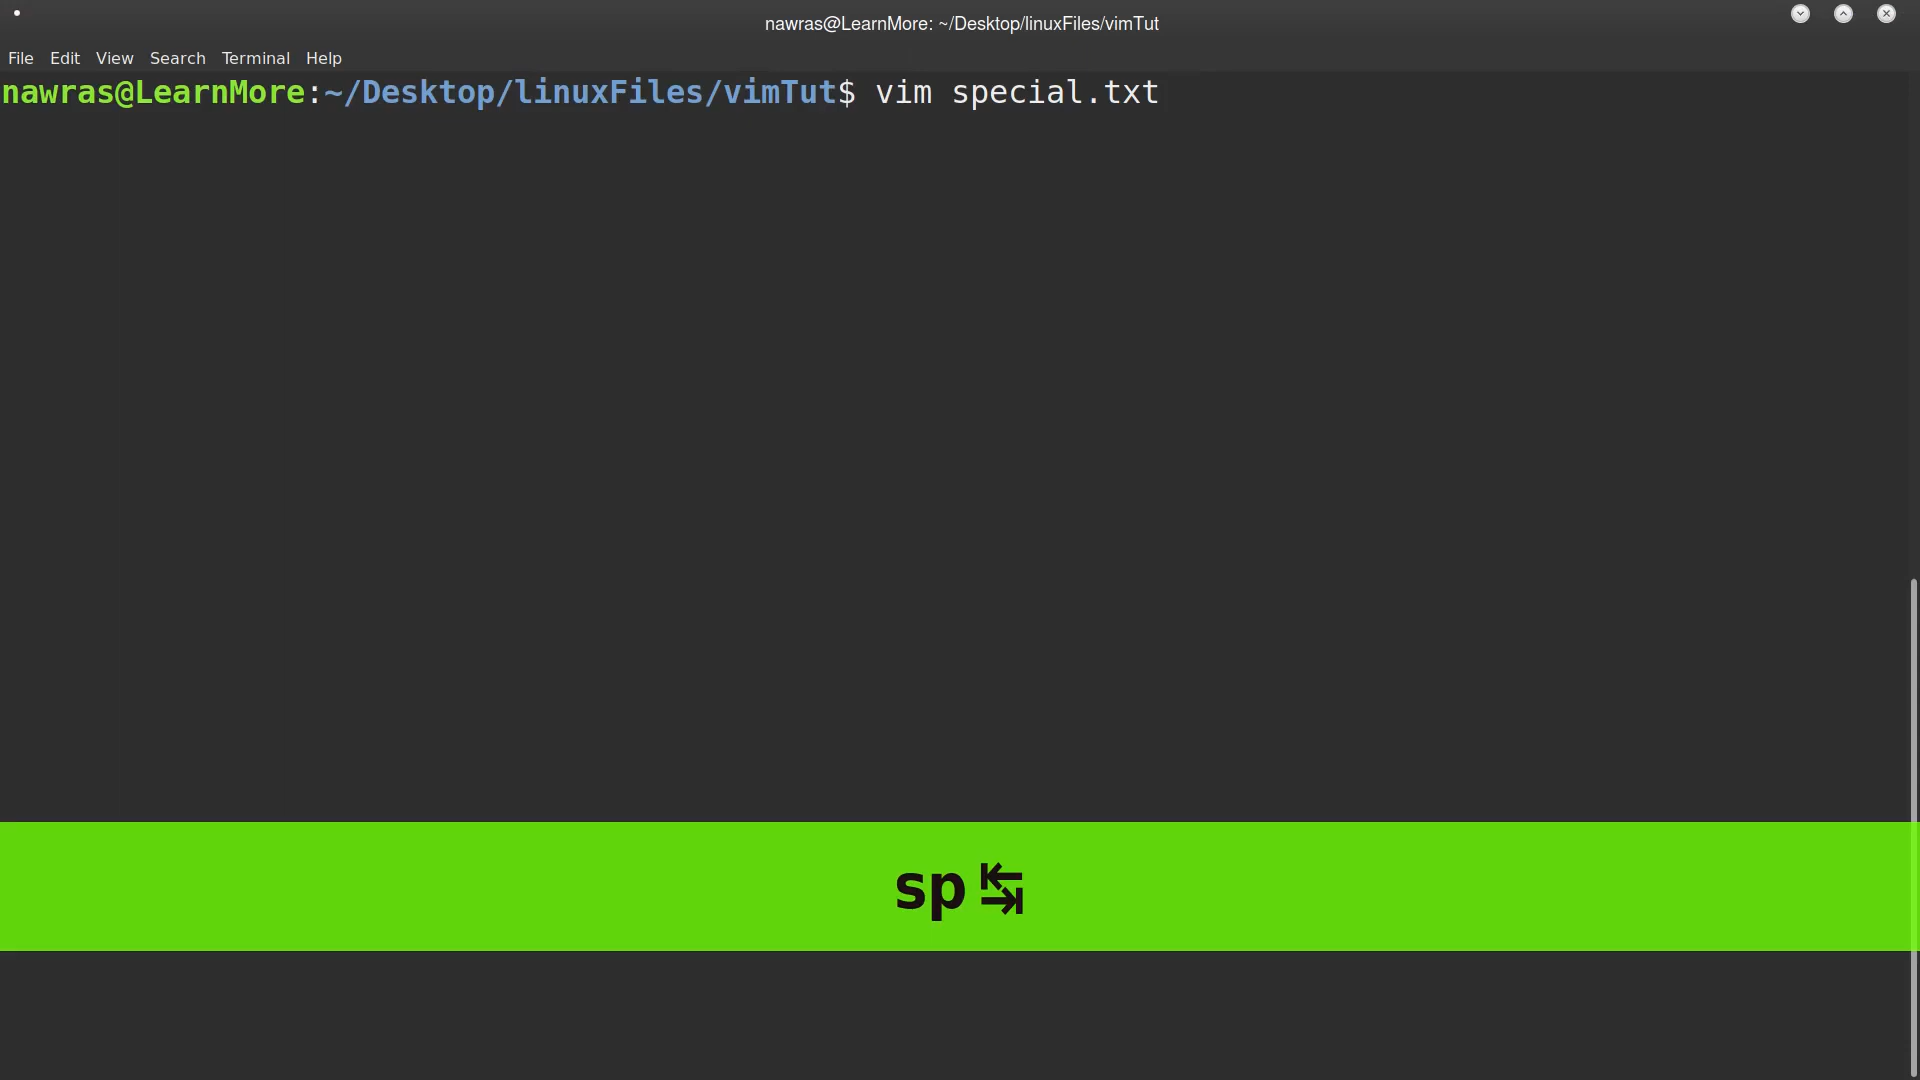 nawras@LearnMore: ~/Desktop/linuxFiles/vimTut
File Edit View Search Terminal Help
nawras@LearnMore:~/Desktop/linuxFiles/vimTut$ vim special.txt
sp ↹